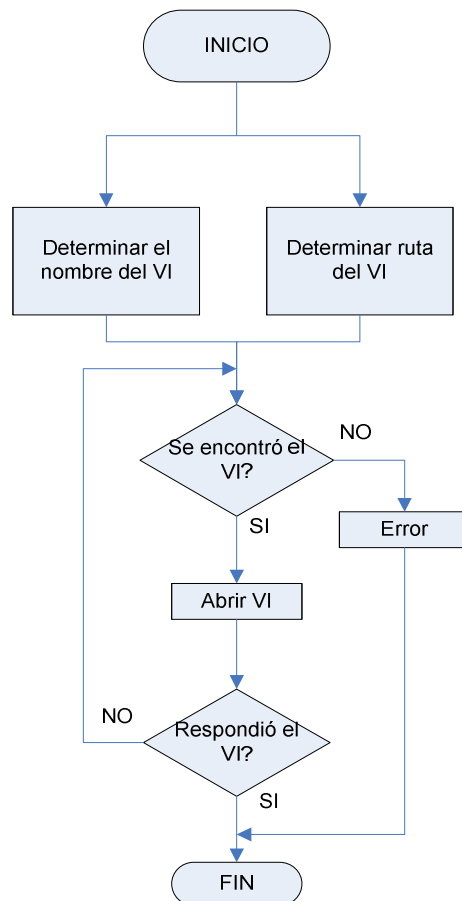 INICIO
Determinar el
nombre del VI
Determinar ruta
del VI
Se encontró el
VI?
NO
SI
Error
Abrir VI
NO
Respondió el
VI?
SI
FIN